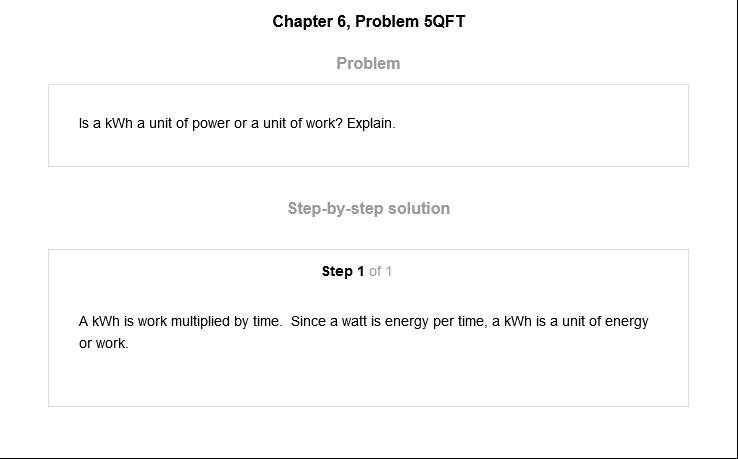 Chapter 6, Problem 5QFT
Problem
Is a kWh a unit of power or a unit of work? Explain.
Step-by-step solution
Step 1 of 1
A kWh is work multiplied by time.  Since a watt is energy per time, a kWh is a unit of energy
or work.